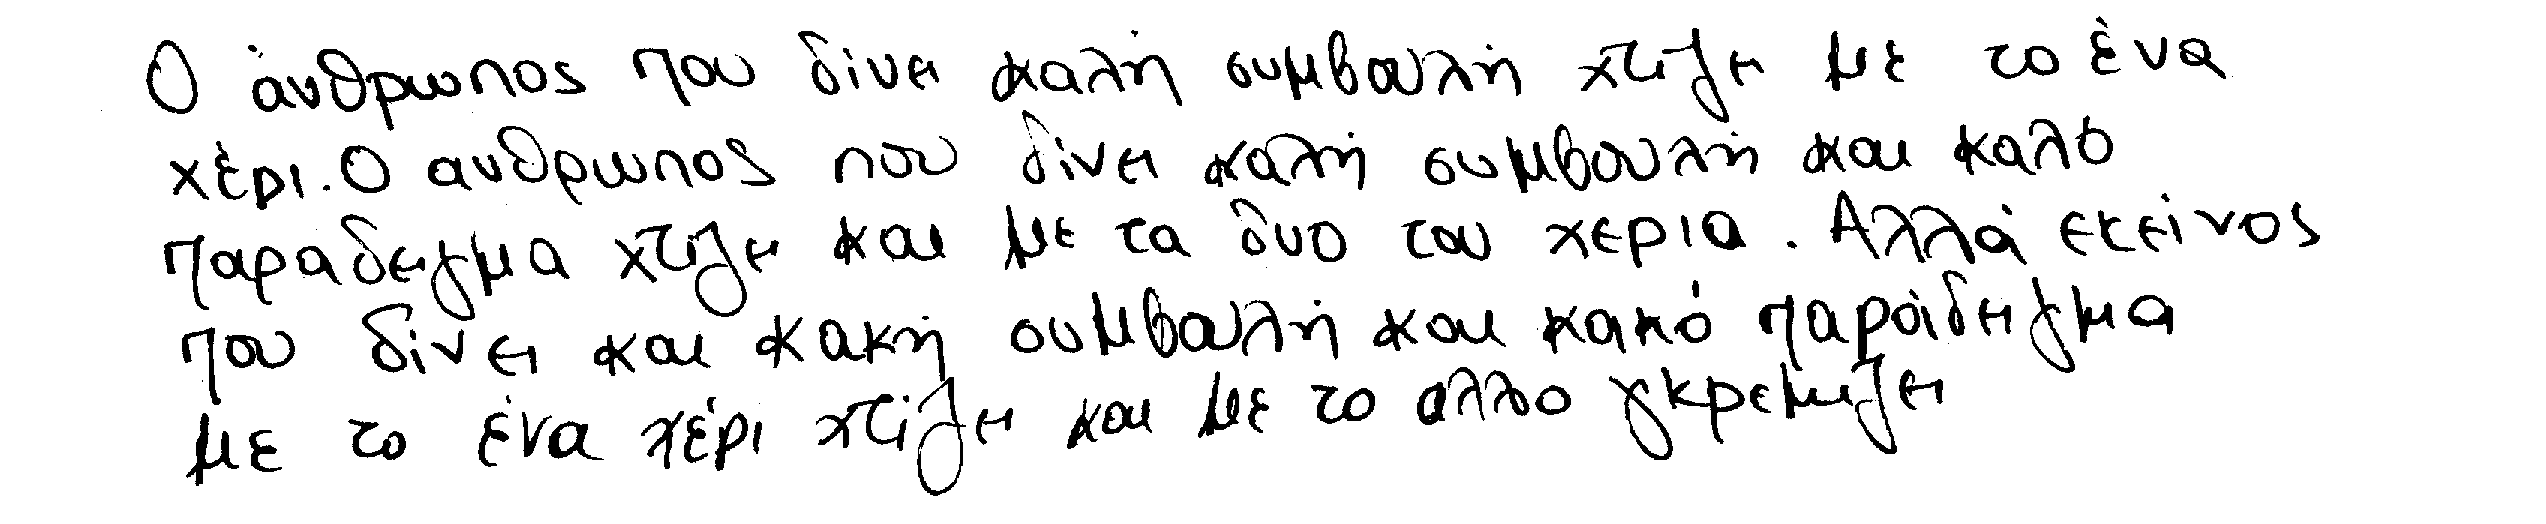 Ο άνθρωπος που δίνει καλή συμβουλή χτίζει με το ένα
χέρι. Ο ανθρωπος που δίνει καλή συμβουλή και καλό
παραδειγμα χτίζει και με τα δυο του χερια. Αλλά εκείνος
που δίνει και κακή συμβουλή και κακό παράδειγμα
με το ένα χέρι χτίζει και με το αλλο γκρεμιζει